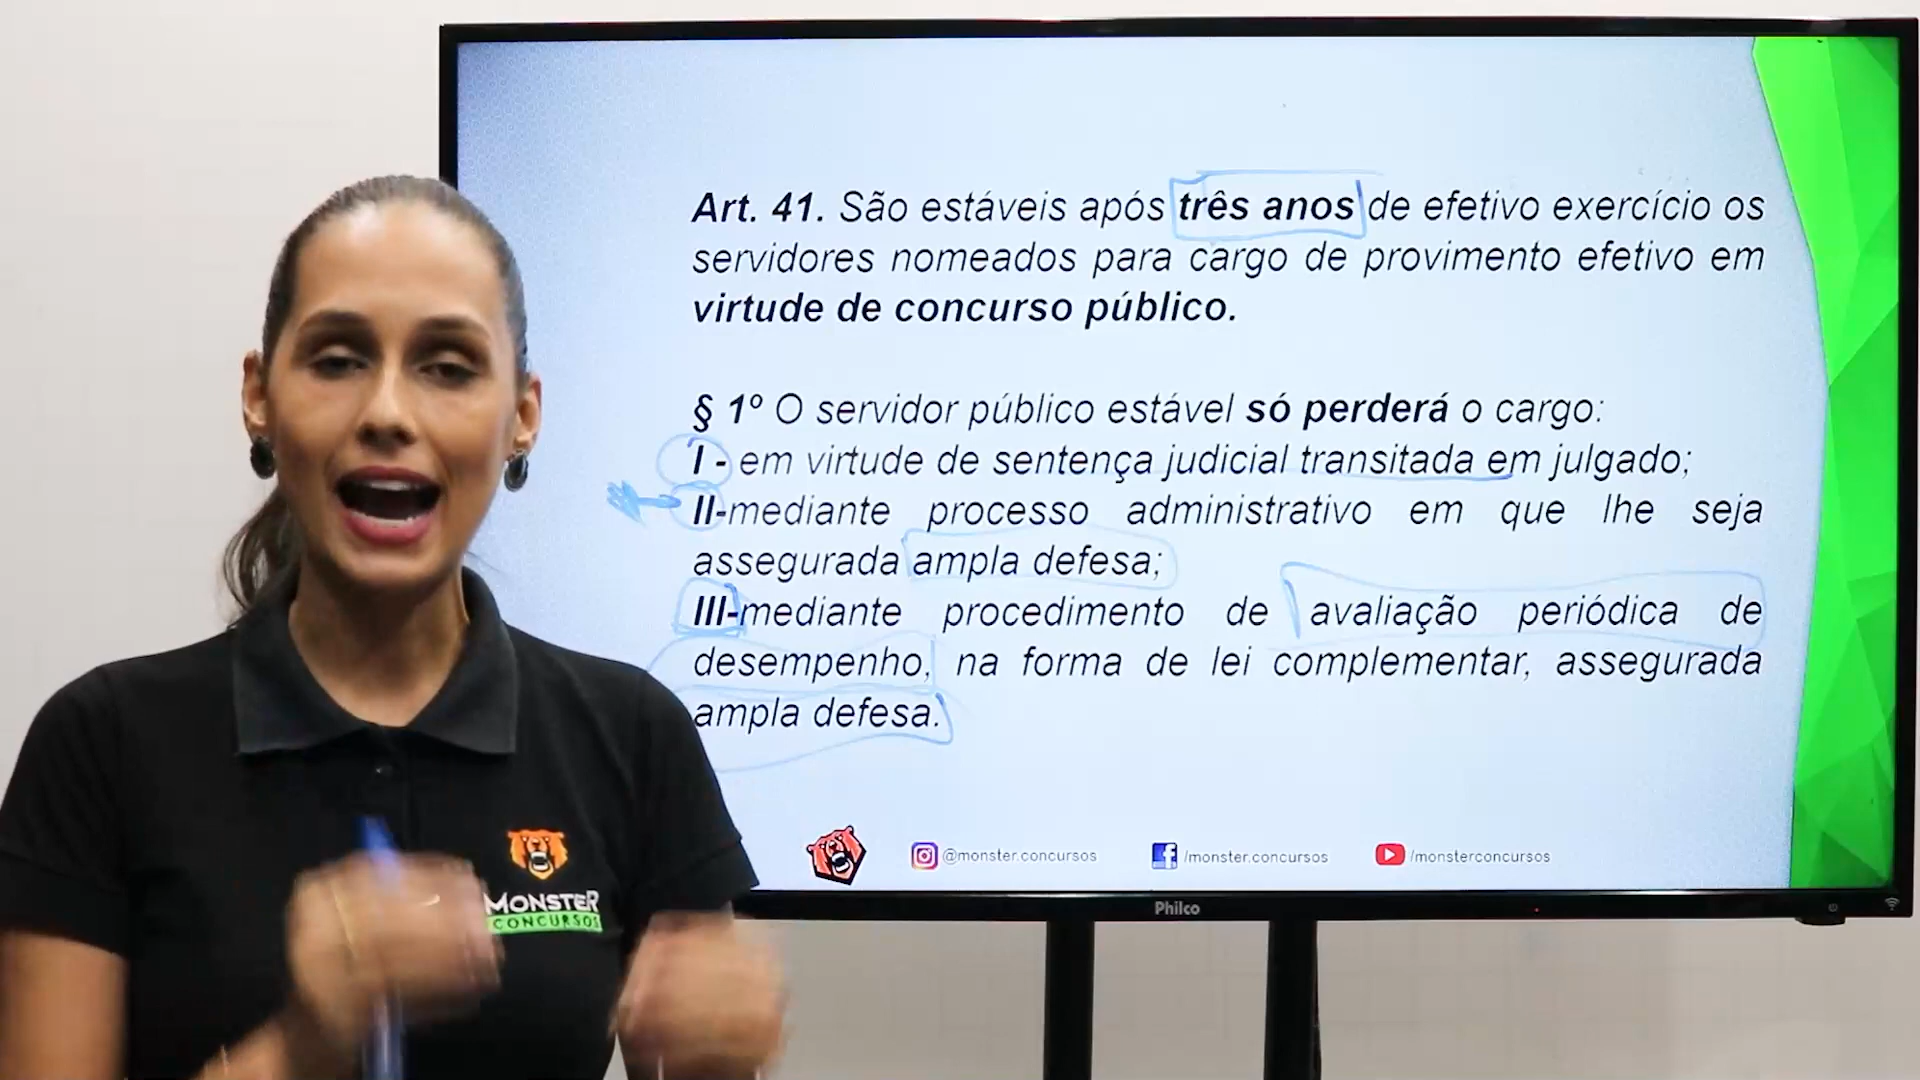 Art. 41. São estáveis após três anos de efetivo exercício os
servidores nomeados para cargo de provimento efetivo em
virtude de concurso público.
§ 1º O servidor público estável só perderá o cargo:
I - em virtude de sentença judicial transitada em julgado;
II-mediante processo administrativo em que lhe seja
assegurada ampla defesa;
III-mediante procedimento de avaliação periódica de
desempenho, na forma de lei complementar, assegurada
ampla defesa.
@monster.concursos
/monster.concursos
/monsterconcursos
Philco
MONSTER
CONCURSOS